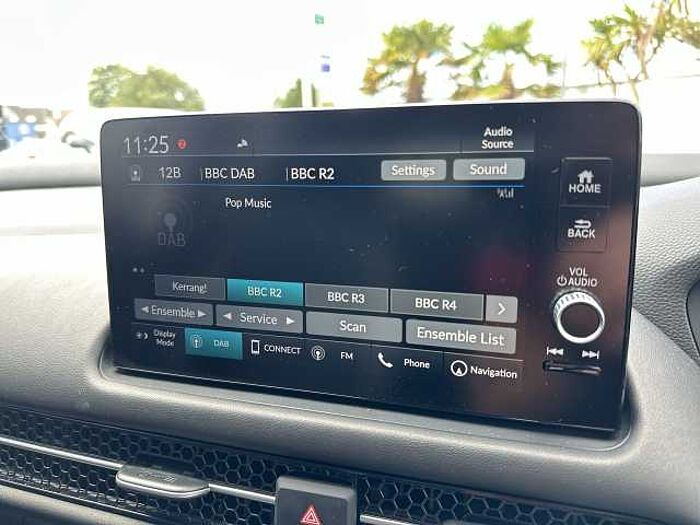 11:25 2 Audio
Source
12B BBC DAB BBC R2 Settings Sound
HOME
Pop Music
DAB
BACK
VOL
AUDIO
Kerrang! BBC R2 BBC R3 BBC R4
Ensemble Service Scan Ensemble List
Display
Mode
DAB CONNECT FM Phone Navigation